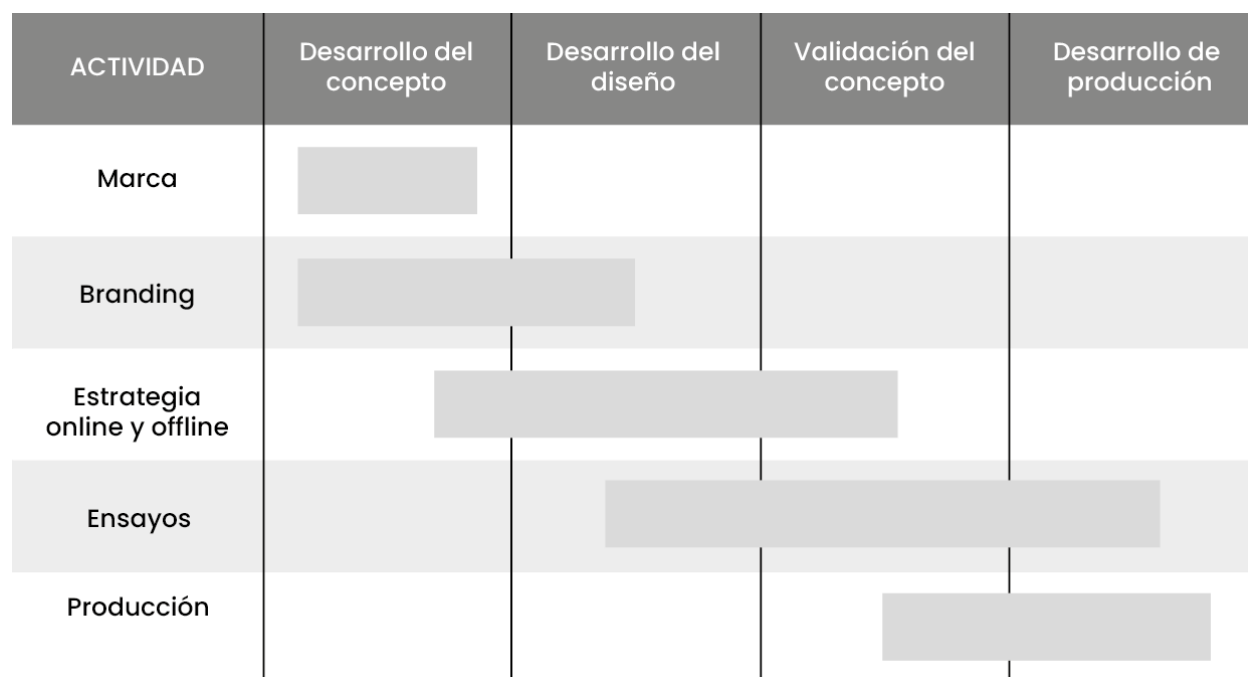 ACTIVIDAD
Desarrollo del
concepto
Desarrollo del
diseño
Validación del
concepto
Desarrollo de
producción
Marca
Branding
Estrategia
online y offline
Ensayos
Producción